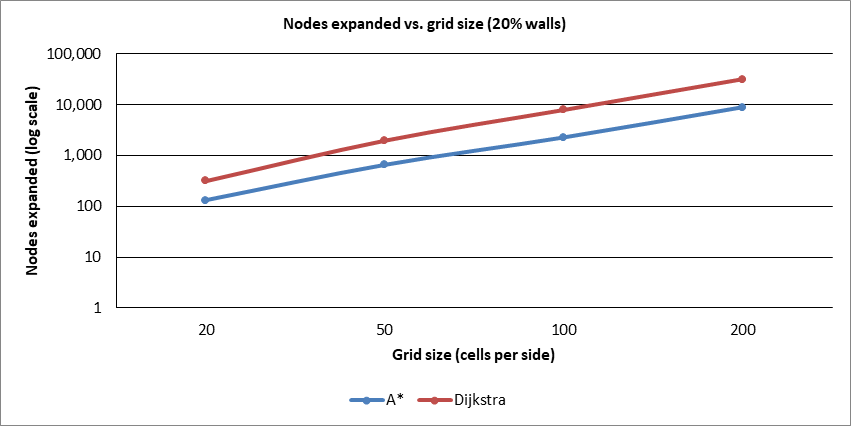 Nodes expanded vs. grid size (20% walls)
Nodes expanded (log scale)
100,000
10,000
1,000
100
10
1
20 50 100 200
Grid size (cells per side)
A* Dijkstra